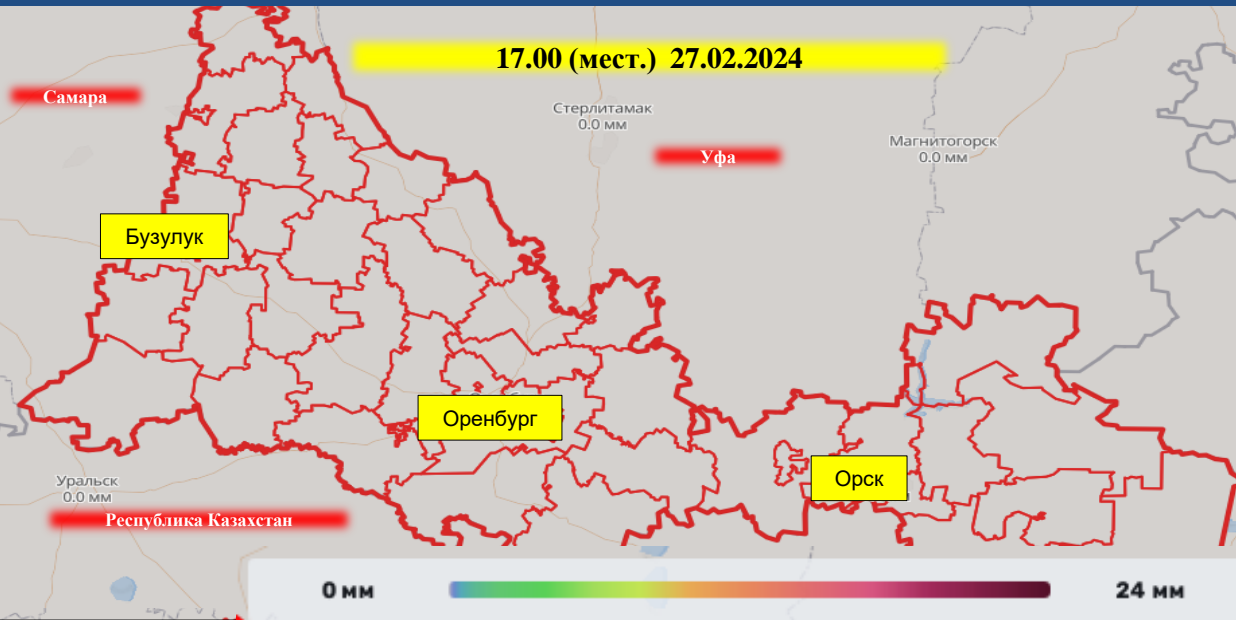 17.00 (мест.) 27.02.2024
Самара
Стерлитамак
0.0 мм
Уфа
Магнитогорск
0.0 мм
Бузулук
Оренбург
Орск
Уральск
0.0 мм
Республика Казахстан
0 мм
24 мм